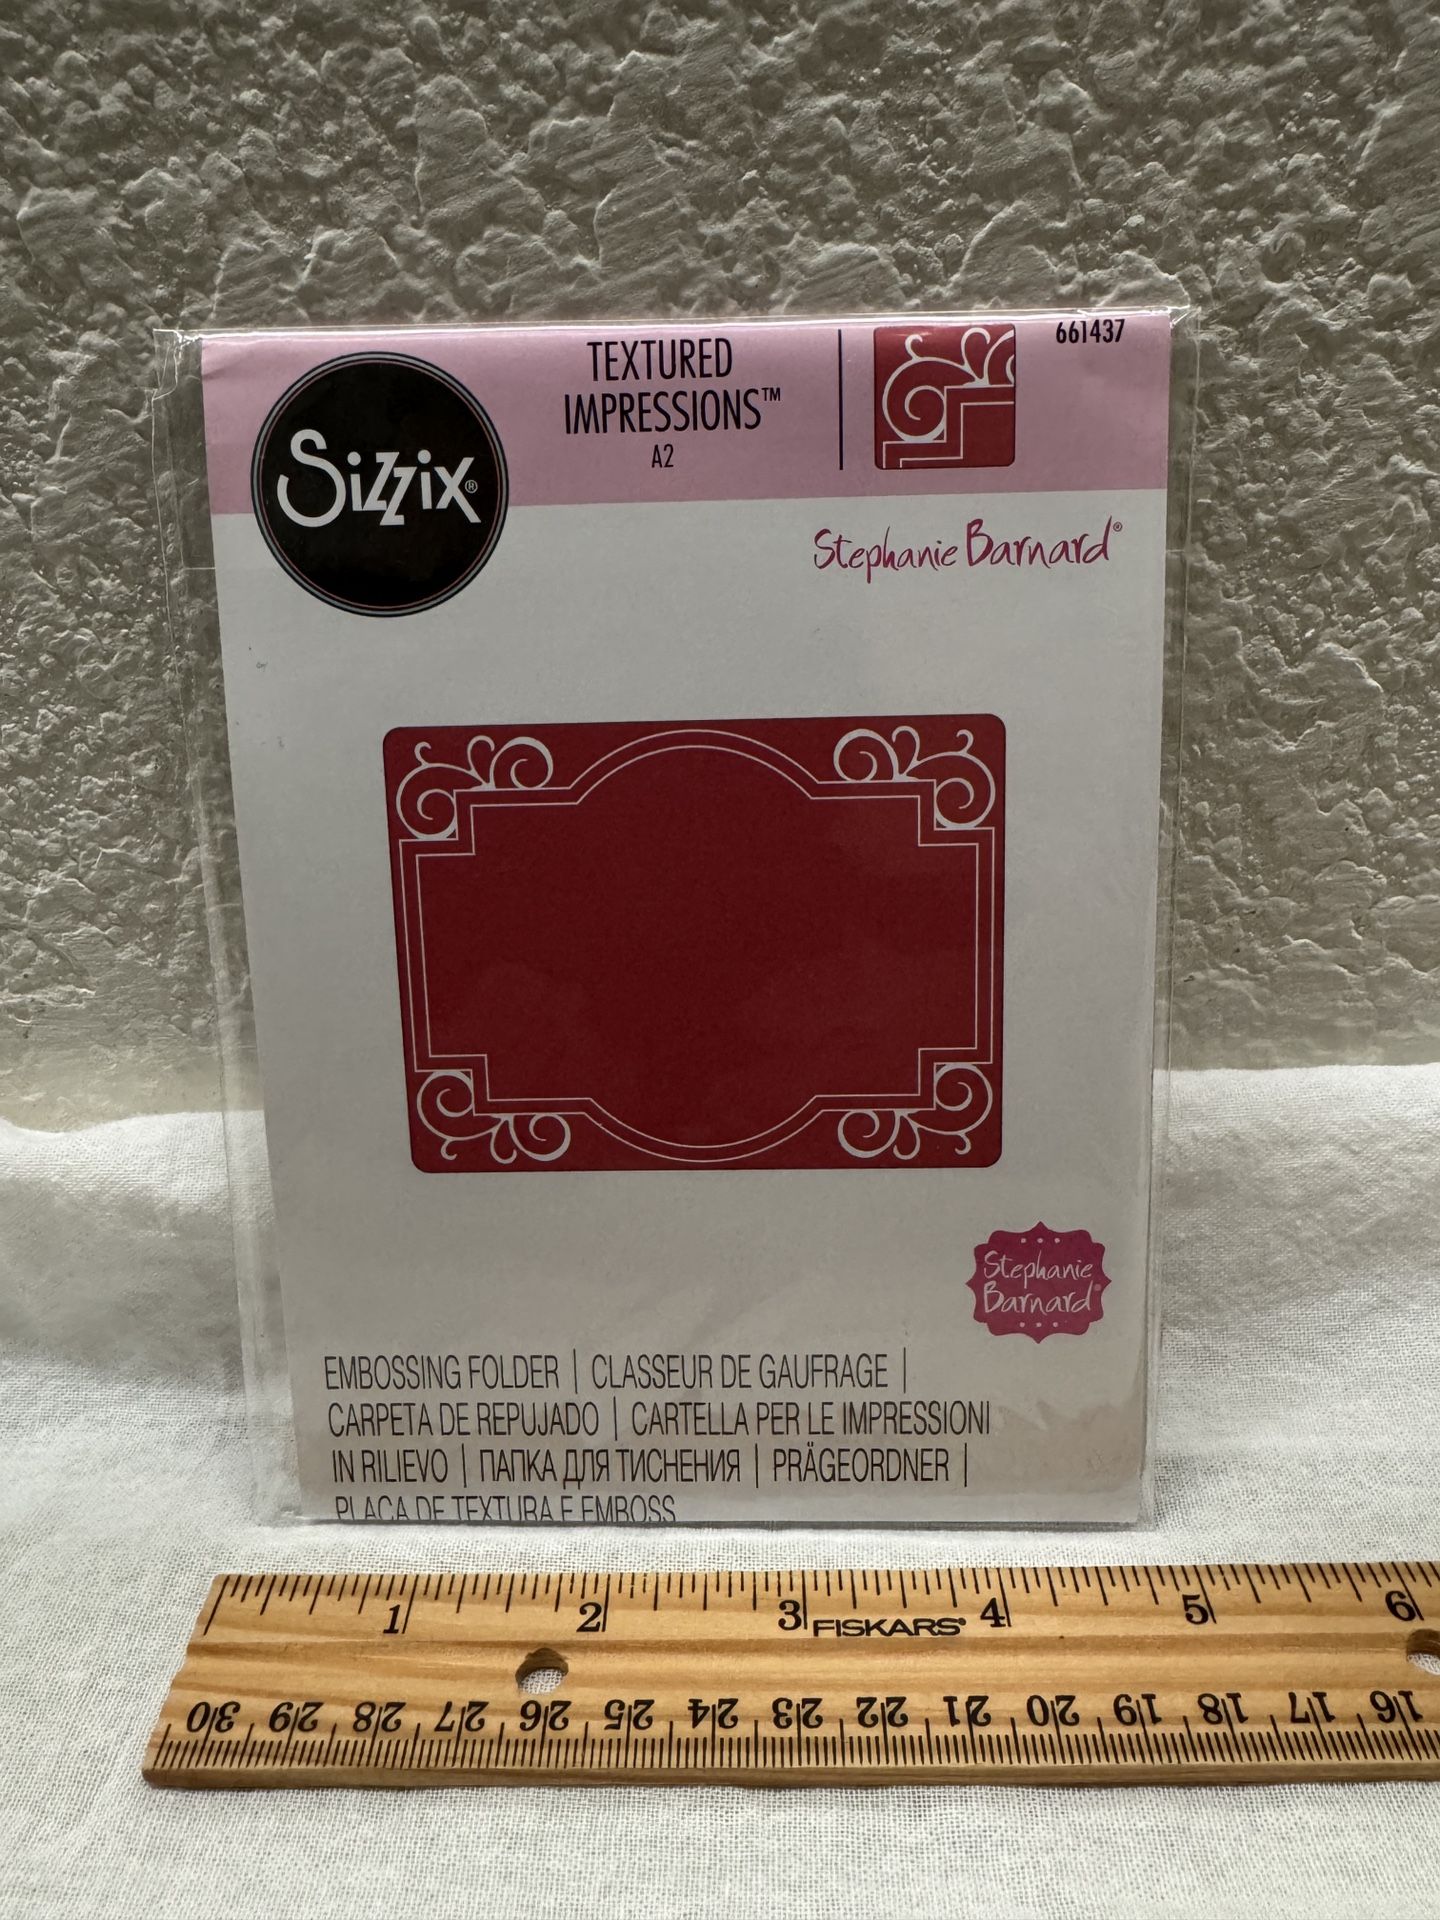 661437
TEXTURED
IMPRESSIONS™
A2
Sizzix®
Stephanie Barnard®
Stephanie
Barnard®
EMBOSSING FOLDER | CLASSEUR DE GAUFRAGE |
CARPETA DE REPUJADO | CARTELLA PER LE IMPRESSIONI
IN RILIEVO | ПАПКА ДЛЯ ТИСНЕНИЯ | PRÄGEORDNER |
PLACA DE TEXTURA E EMBOSS
1 2 3 FISKARS® 4 5 6
30 29 28 27 26 25 24 23 22 21 20 19 18 17 16